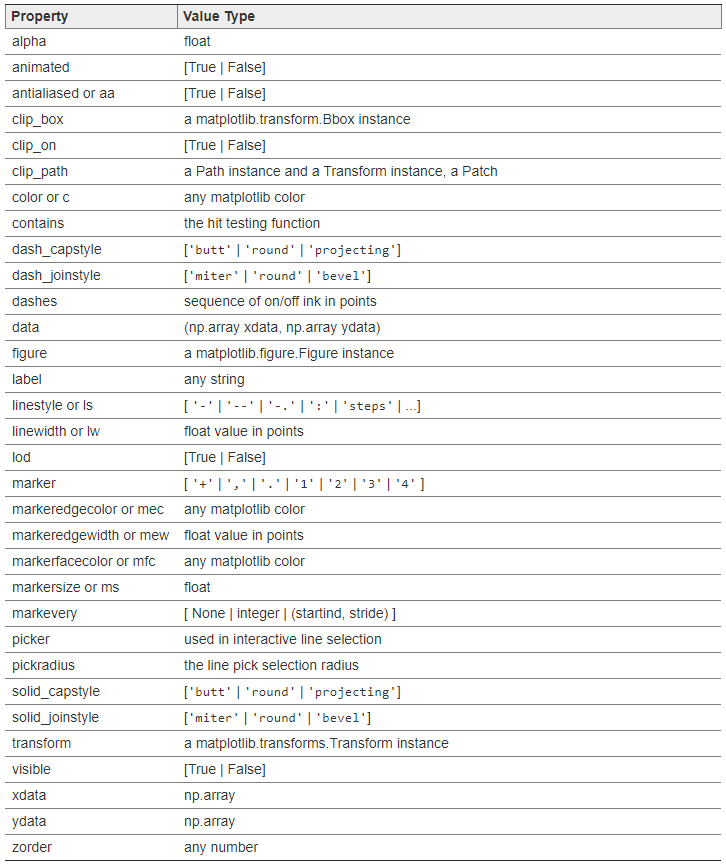 Property Value Type
alpha float
animated [True | False]
antialiased or aa [True | False]
clip_box a matplotlib.transform.Bbox instance
clip_on [True | False]
clip_path a Path instance and a Transform instance, a Patch
color or c any matplotlib color
contains the hit testing function
dash_capstyle ['butt' | 'round' | 'projecting']
dash_joinstyle ['miter' | 'round' | 'bevel']
dashes sequence of on/off ink in points
data (np.array xdata, np.array ydata)
figure a matplotlib.figure.Figure instance
label any string
linestyle or ls [ '-' | '--' | '-.' | ':' | 'steps' | ...]
linewidth or lw float value in points
lod [True | False]
marker [ '+' | ',' | '.' | '1' | '2' | '3' | '4' ]
markeredgecolor or mec any matplotlib color
markeredgewidth or mew float value in points
markerfacecolor or mfc any matplotlib color
markersize or ms float
markevery [ None | integer | (startind, stride) ]
picker used in interactive line selection
pickradius the line pick selection radius
solid_capstyle ['butt' | 'round' | 'projecting']
solid_joinstyle ['miter' | 'round' | 'bevel']
transform a matplotlib.transforms.Transform instance
visible [True | False]
xdata np.array
ydata np.array
zorder any number